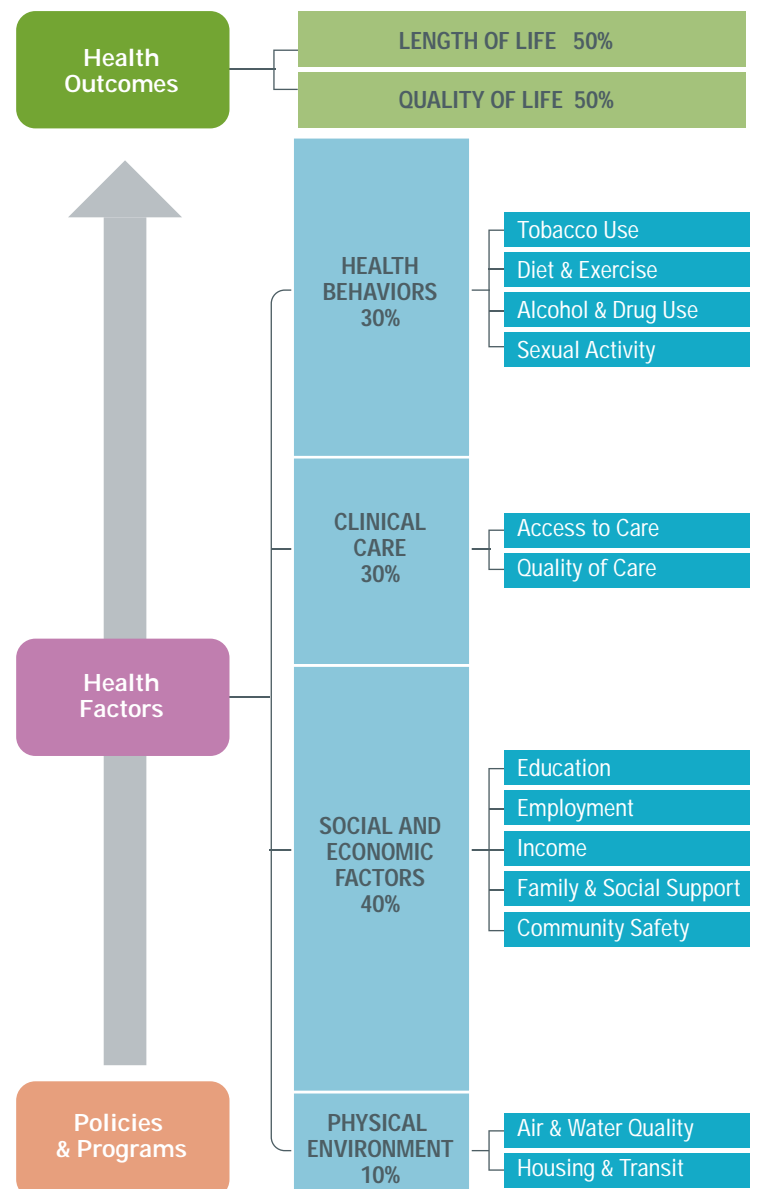 Health
Outcomes
LENGTH OF LIFE 50%
QUALITY OF LIFE 50%
HEALTH
BEHAVIORS
30%
Tobacco Use
Diet & Exercise
Alcohol & Drug Use
Sexual Activity
CLINICAL
CARE
30%
Access to Care
Quality of Care
Health
Factors
SOCIAL AND
ECONOMIC
FACTORS
40%
Education
Employment
Income
Family & Social Support
Community Safety
Policies
& Programs
PHYSICAL
ENVIRONMENT
10%
Air & Water Quality
Housing & Transit